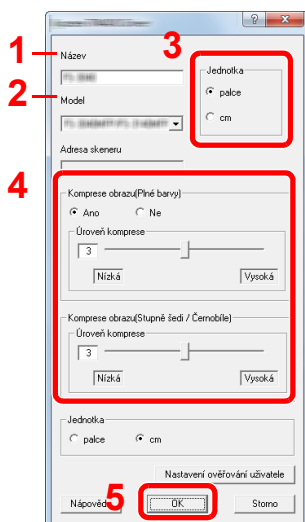 1
Název
3
Jednotka
palce
cm
2
Model
Adresa skeneru
4
Komprese obrazu(Plné barvy)
Ano Ne
Úroveň komprese
3
Nízká Vysoká
Komprese obrazu(Stupně šedi / Černobíle)
Úroveň komprese
3
Nízká Vysoká
Jednotka
palce cm
Nastavení ověřování uživatele
5
Nápověda OK Storno